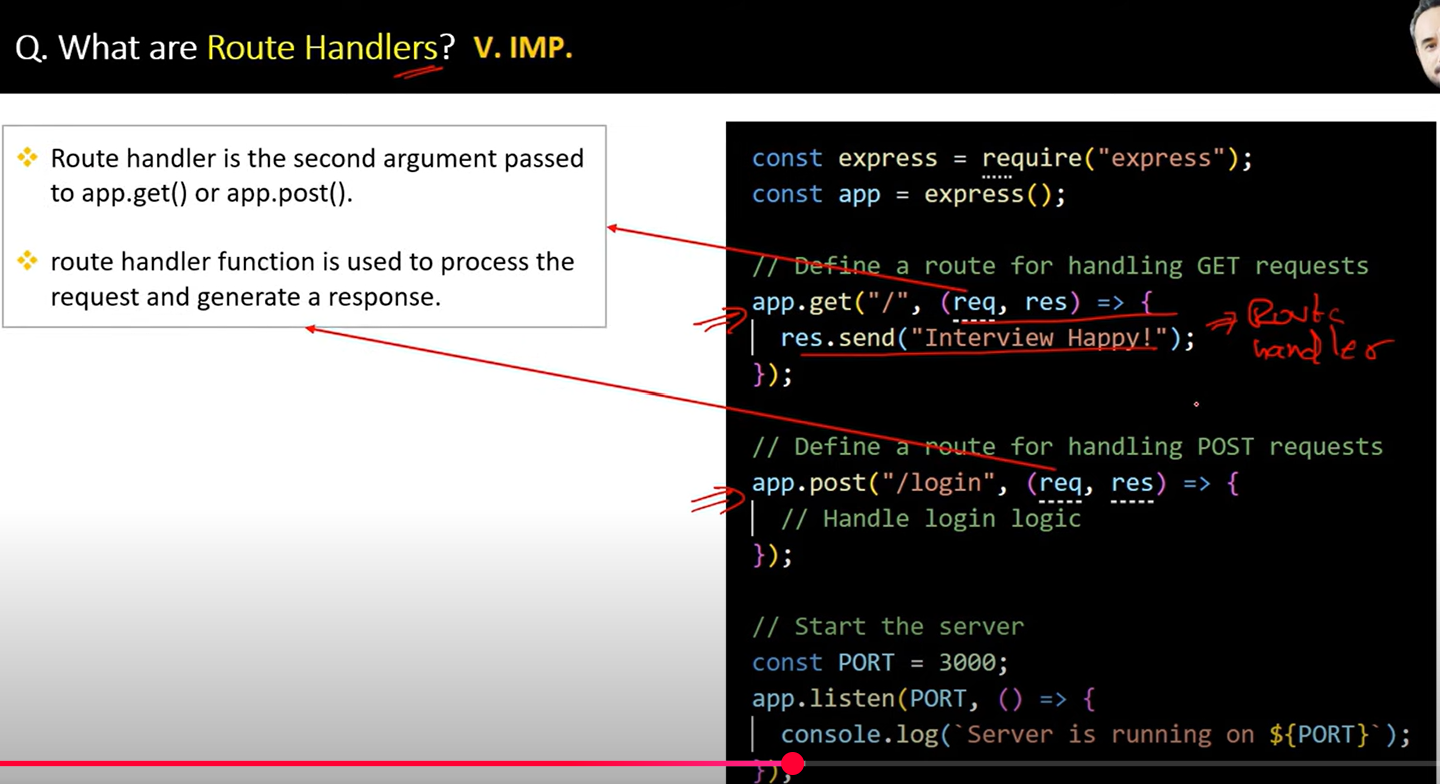 Q. What are Route Handlers? V. IMP.
Route handler is the second argument passed
to app.get() or app.post().
route handler function is used to process the
request and generate a response.
const express = require("express");
const app = express();
// Define a route for handling GET requests
app.get("/", (req, res) => {
res.send("Interview Happy!");
});
Route
handler
// Define a route for handling POST requests
app.post("/login", (req, res) => {
// Handle login logic
});
// Start the server
const PORT = 3000;
app.listen(PORT, () => {
console.log(`Server is running on ${PORT}`);
});